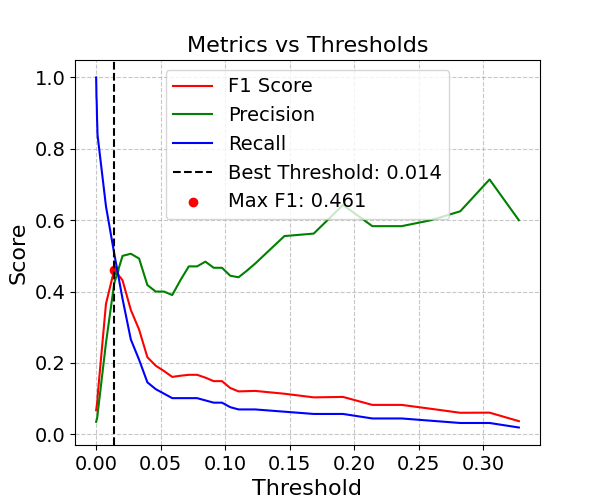 Metrics vs Thresholds
F1 Score
Precision
Recall
Best Threshold: 0.014
Max F1: 0.461
Score
1.0
0.8
0.6
0.4
0.2
0.0
0.00 0.05 0.10 0.15 0.20 0.25 0.30
Threshold